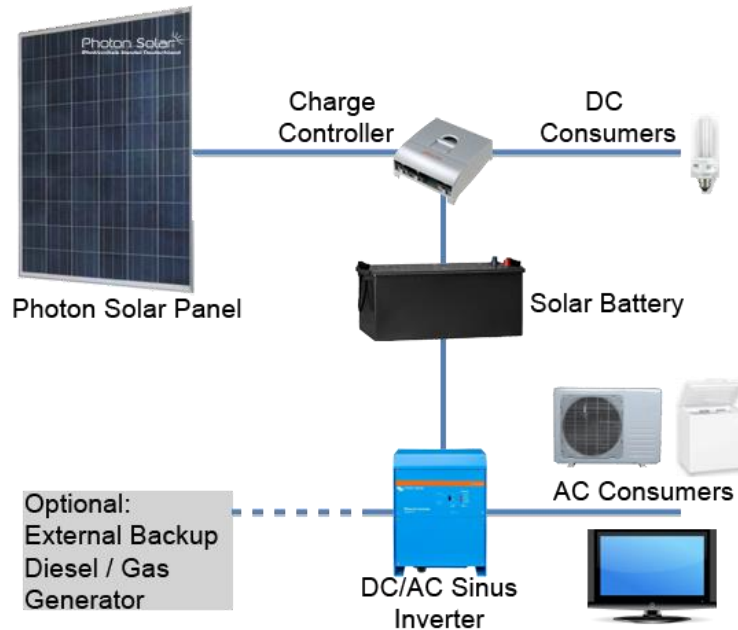 Photon Solar
Charge
Controller
DC
Consumers
Photon Solar Panel
Solar Battery
AC Consumers
Optional:
External Backup
Diesel / Gas
Generator
DC/AC Sinus
Inverter